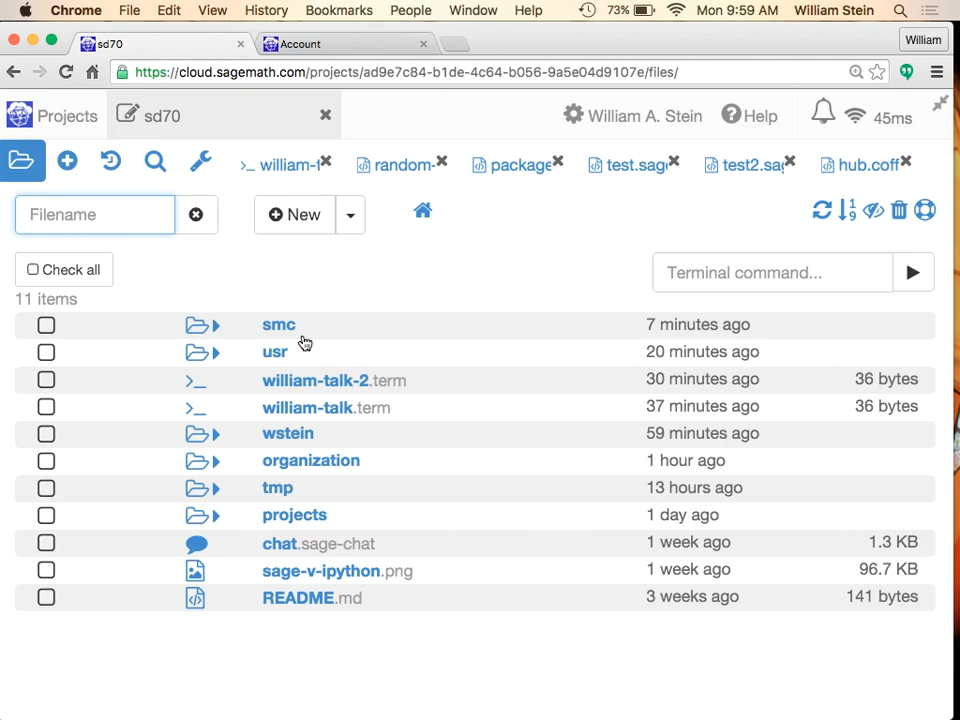 Chrome File Edit View History Bookmarks People Window Help 73% Mon 9:59 AM William Stein
sd70 Account William
https://cloud.sagemath.com/projects/ad9e7c84-b1de-4c64-b056-9a5e04d9107e/files/
Projects sd70 William A. Stein Help 45ms
>_ william-t random- package test.sag test2.sag hub.coff
Filename New
Check all Terminal command...
11 items
smc 7 minutes ago
usr 20 minutes ago
>_ william-talk-2.term 30 minutes ago 36 bytes
>_ william-talk.term 37 minutes ago 36 bytes
wstein 59 minutes ago
organization 1 hour ago
tmp 13 hours ago
projects 1 day ago
chat.sage-chat 1 week ago 1.3 KB
sage-v-ipython.png 1 week ago 96.7 KB
README.md 3 weeks ago 141 bytes